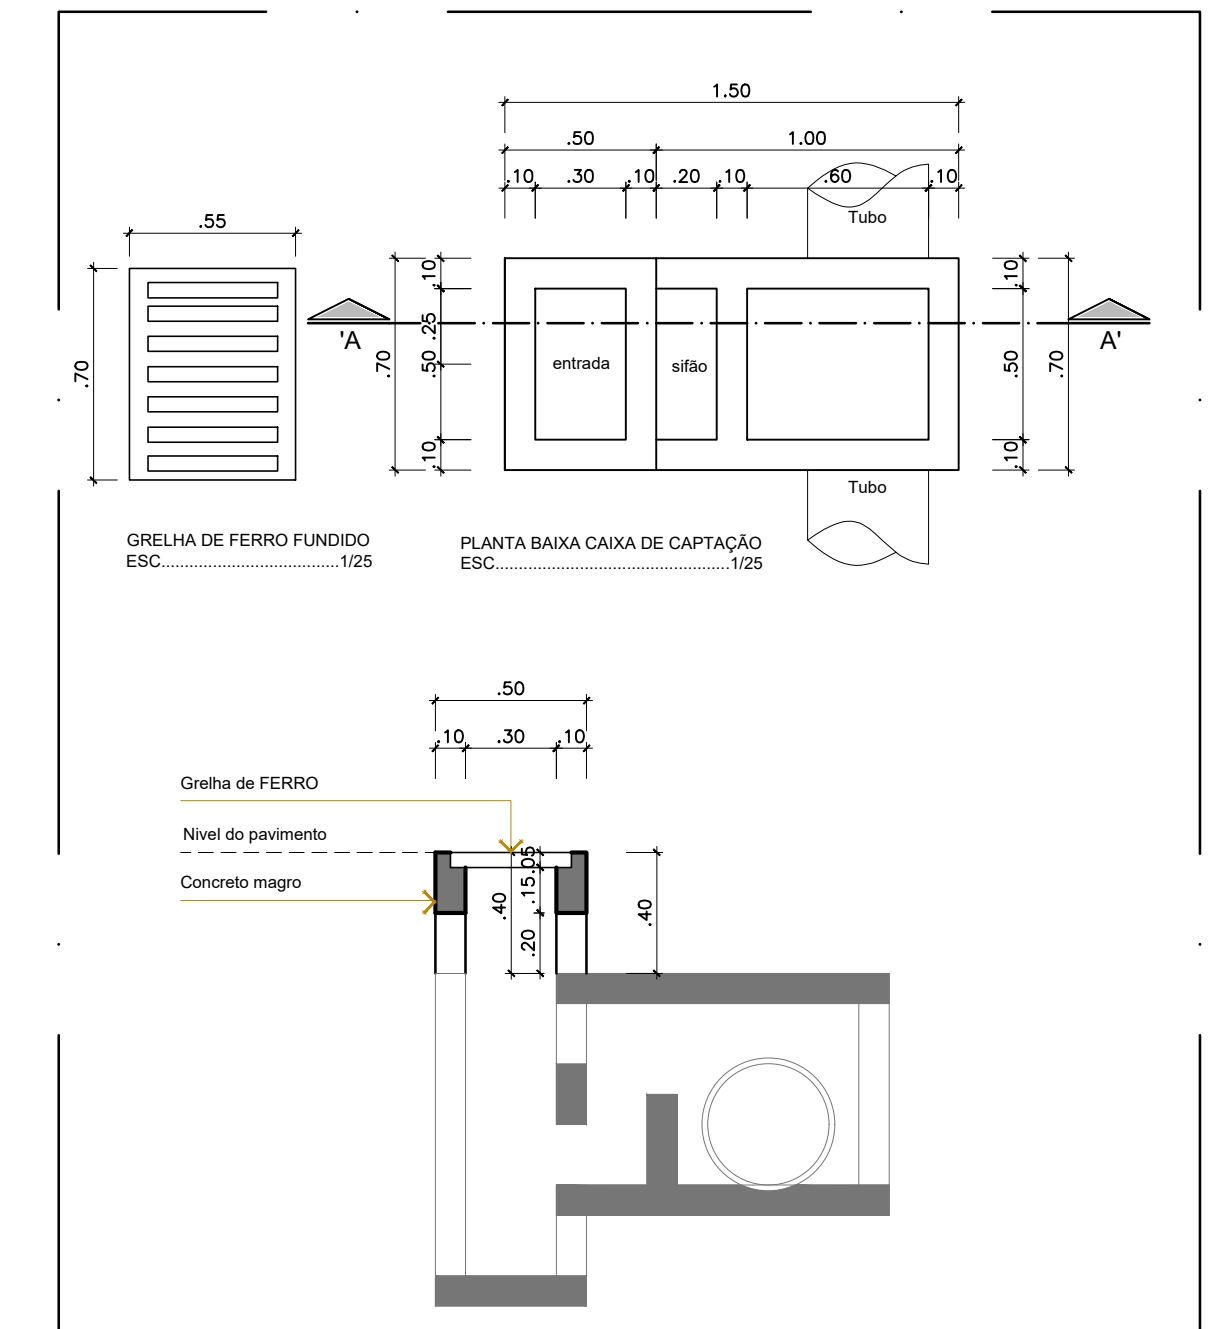 1.50
.50
1.00
.10
.30
.10
.20
.10
.60
.10
Tubo
.55
.70
'A
.70
.10
.25
.50
.10
entrada
sifão
.10
.50
.10
.70
A'
Tubo
GRELHA DE FERRO FUNDIDO
ESC......................................1/25
PLANTA BAIXA CAIXA DE CAPTAÇÃO
ESC..................................................1/25
.50
.10
.30
.10
Grelha de FERRO
Nivel do pavimento
Concreto magro
.05
.15
.40
.20
.40